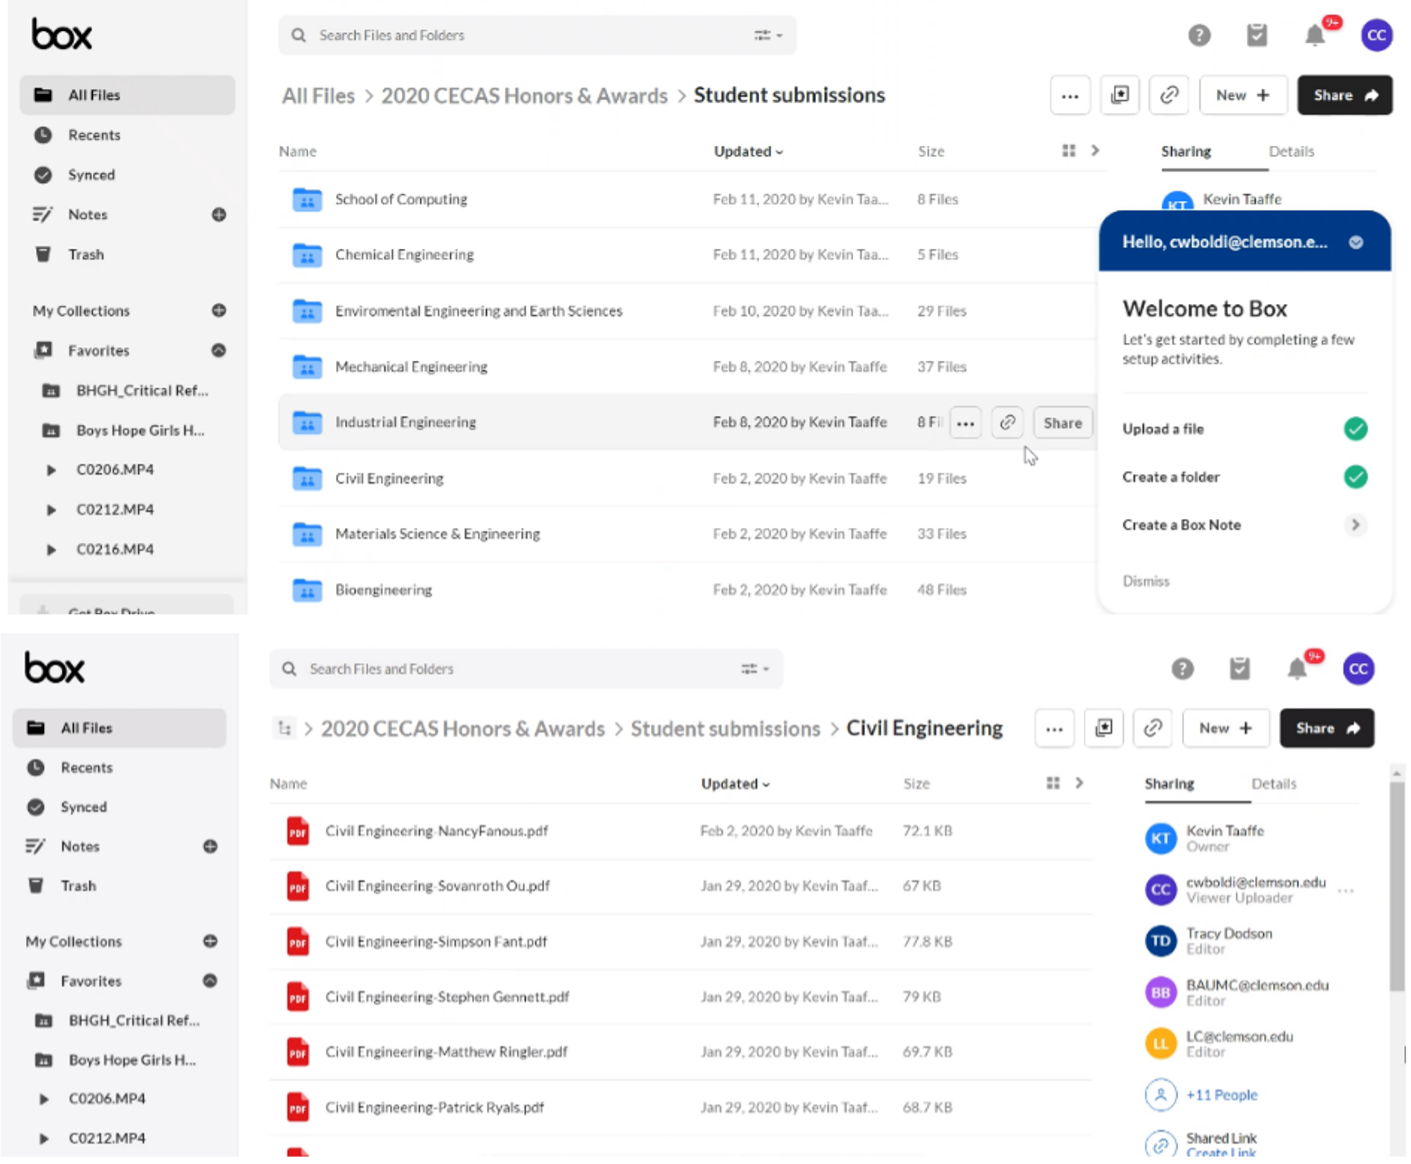 box
Search Files and Folders
9+
CC
All Files
Recents
Synced
Notes
Trash
My Collections
Favorites
BHGH_Critical Ref...
Boys Hope Girls H...
C0206.MP4
C0212.MP4
C0216.MP4
Get Box Drive
All Files > 2020 CECAS Honors & Awards > Student submissions
... New + Share
Name Updated Size
School of Computing Feb 11, 2020 by Kevin Taa... 8 Files
Chemical Engineering Feb 11, 2020 by Kevin Taa... 5 Files
Enviromental Engineering and Earth Sciences Feb 10, 2020 by Kevin Taa... 29 Files
Mechanical Engineering Feb 8, 2020 by Kevin Taaffe 37 Files
Industrial Engineering Feb 8, 2020 by Kevin Taaffe 8 Fil ... Share
Civil Engineering Feb 2, 2020 by Kevin Taaffe 19 Files
Materials Science & Engineering Feb 2, 2020 by Kevin Taaffe 33 Files
Bioengineering Feb 2, 2020 by Kevin Taaffe 48 Files
Sharing Details
KT Kevin Taaffe
Hello, cwboldi@clemson.e...
Welcome to Box
Let's get started by completing a few
setup activities.
Upload a file
Create a folder
Create a Box Note
Dismiss
box
Search Files and Folders
9+
CC
All Files
Recents
Synced
Notes
Trash
My Collections
Favorites
BHGH_Critical Ref...
Boys Hope Girls H...
C0206.MP4
C0212.MP4
> 2020 CECAS Honors & Awards > Student submissions > Civil Engineering
... New + Share
Name Updated Size
PDF Civil Engineering-NancyFanous.pdf Feb 2, 2020 by Kevin Taaffe 72.1 KB
PDF Civil Engineering-Sovanroth Ou.pdf Jan 29, 2020 by Kevin Taaf... 67 KB
PDF Civil Engineering-Simpson Fant.pdf Jan 29, 2020 by Kevin Taaf... 77.8 KB
PDF Civil Engineering-Stephen Gennett.pdf Jan 29, 2020 by Kevin Taaf... 79 KB
PDF Civil Engineering-Matthew Ringler.pdf Jan 29, 2020 by Kevin Taaf... 69.7 KB
PDF Civil Engineering-Patrick Ryals.pdf Jan 29, 2020 by Kevin Taaf... 68.7 KB
Sharing Details
KT Kevin Taaffe
Owner
CC cwboldi@clemson.edu ...
Viewer Uploader
TD Tracy Dodson
Editor
BB BAUMC@clemson.edu
Editor
LL LC@clemson.edu
Editor
+11 People
Shared Link
Create Link